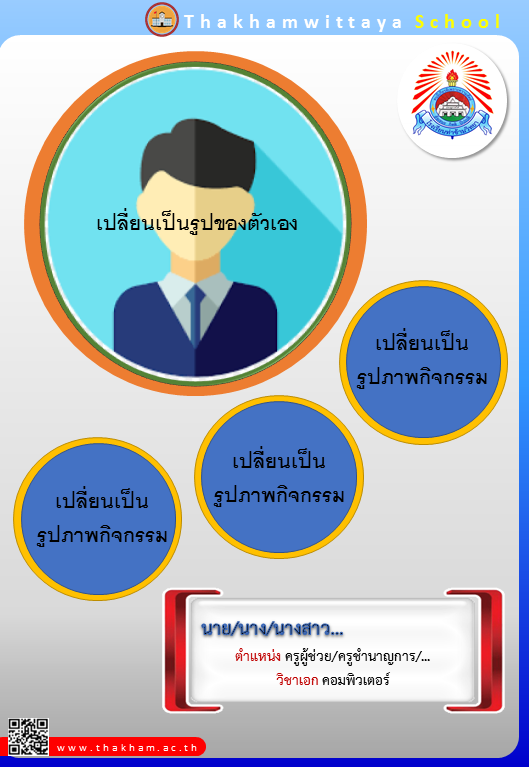 Thakhamwittaya School
เปลี่ยนเป็นรูปของตัวเอง
เปลี่ยนเป็น
รูปภาพกิจกรรม
เปลี่ยนเป็น
รูปภาพกิจกรรม
เปลี่ยนเป็น
รูปภาพกิจกรรม
นาย/นาง/นางสาว...
ตำแหน่ง ครูผู้ช่วย/ครูชำนาญการ/...
วิชาเอก คอมพิวเตอร์
www.thakham.ac.th